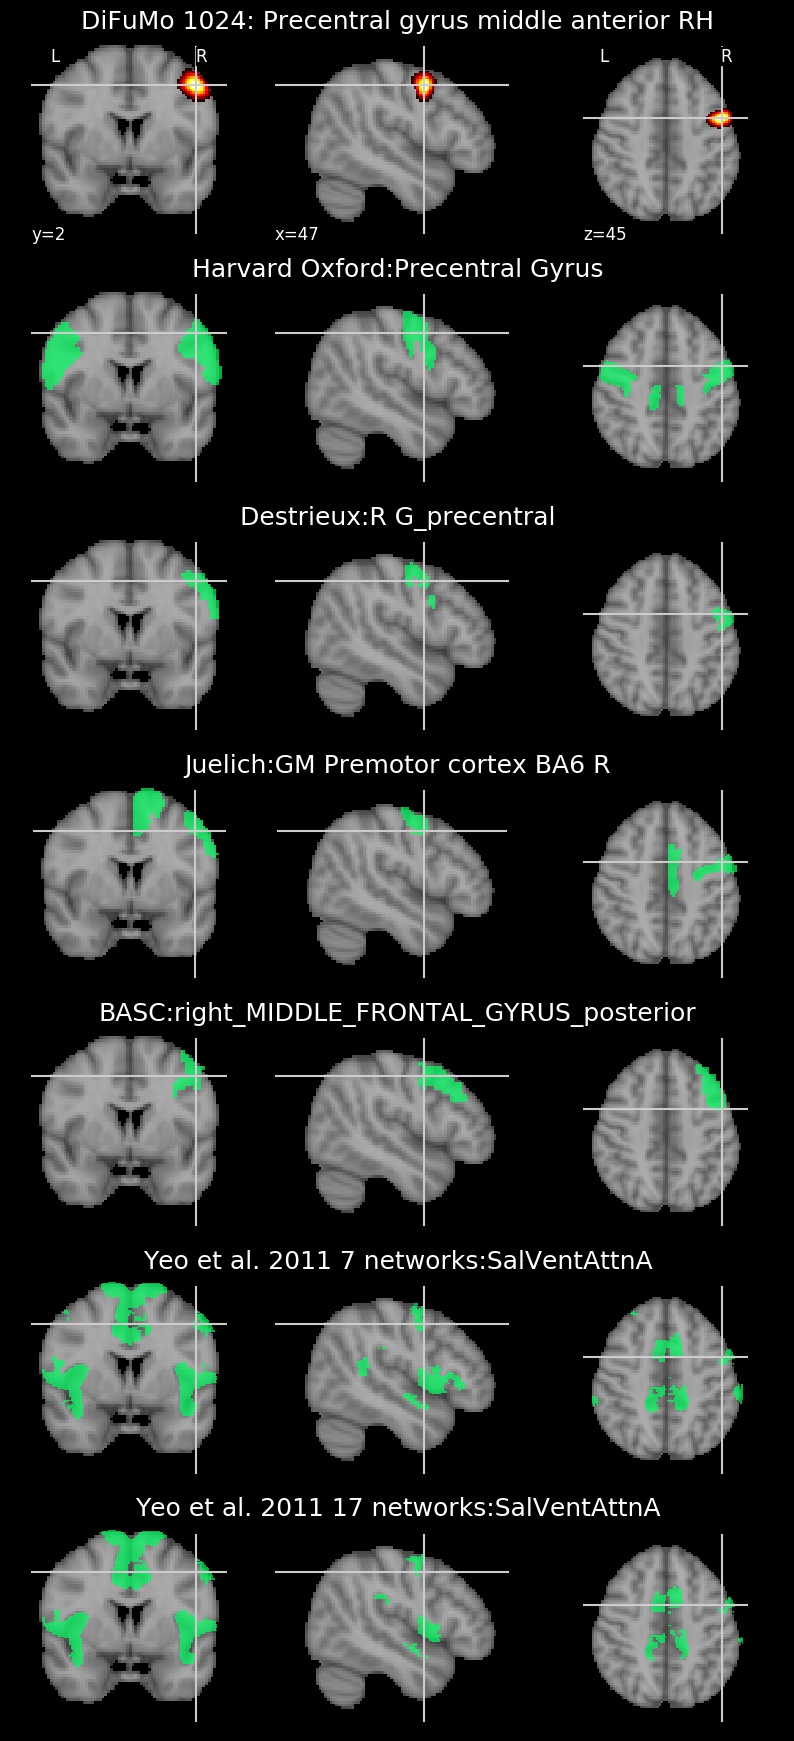 DiFuMo 1024: Precentral gyrus middle anterior RH
L R L R
y=2 x=47 z=45
Harvard Oxford:Precentral Gyrus
Destrieux:R G_precentral
Juelich:GM Premotor cortex BA6 R
BASC:right_MIDDLE_FRONTAL_GYRUS_posterior
Yeo et al. 2011 7 networks:SalVentAttnA
Yeo et al. 2011 17 networks:SalVentAttnA